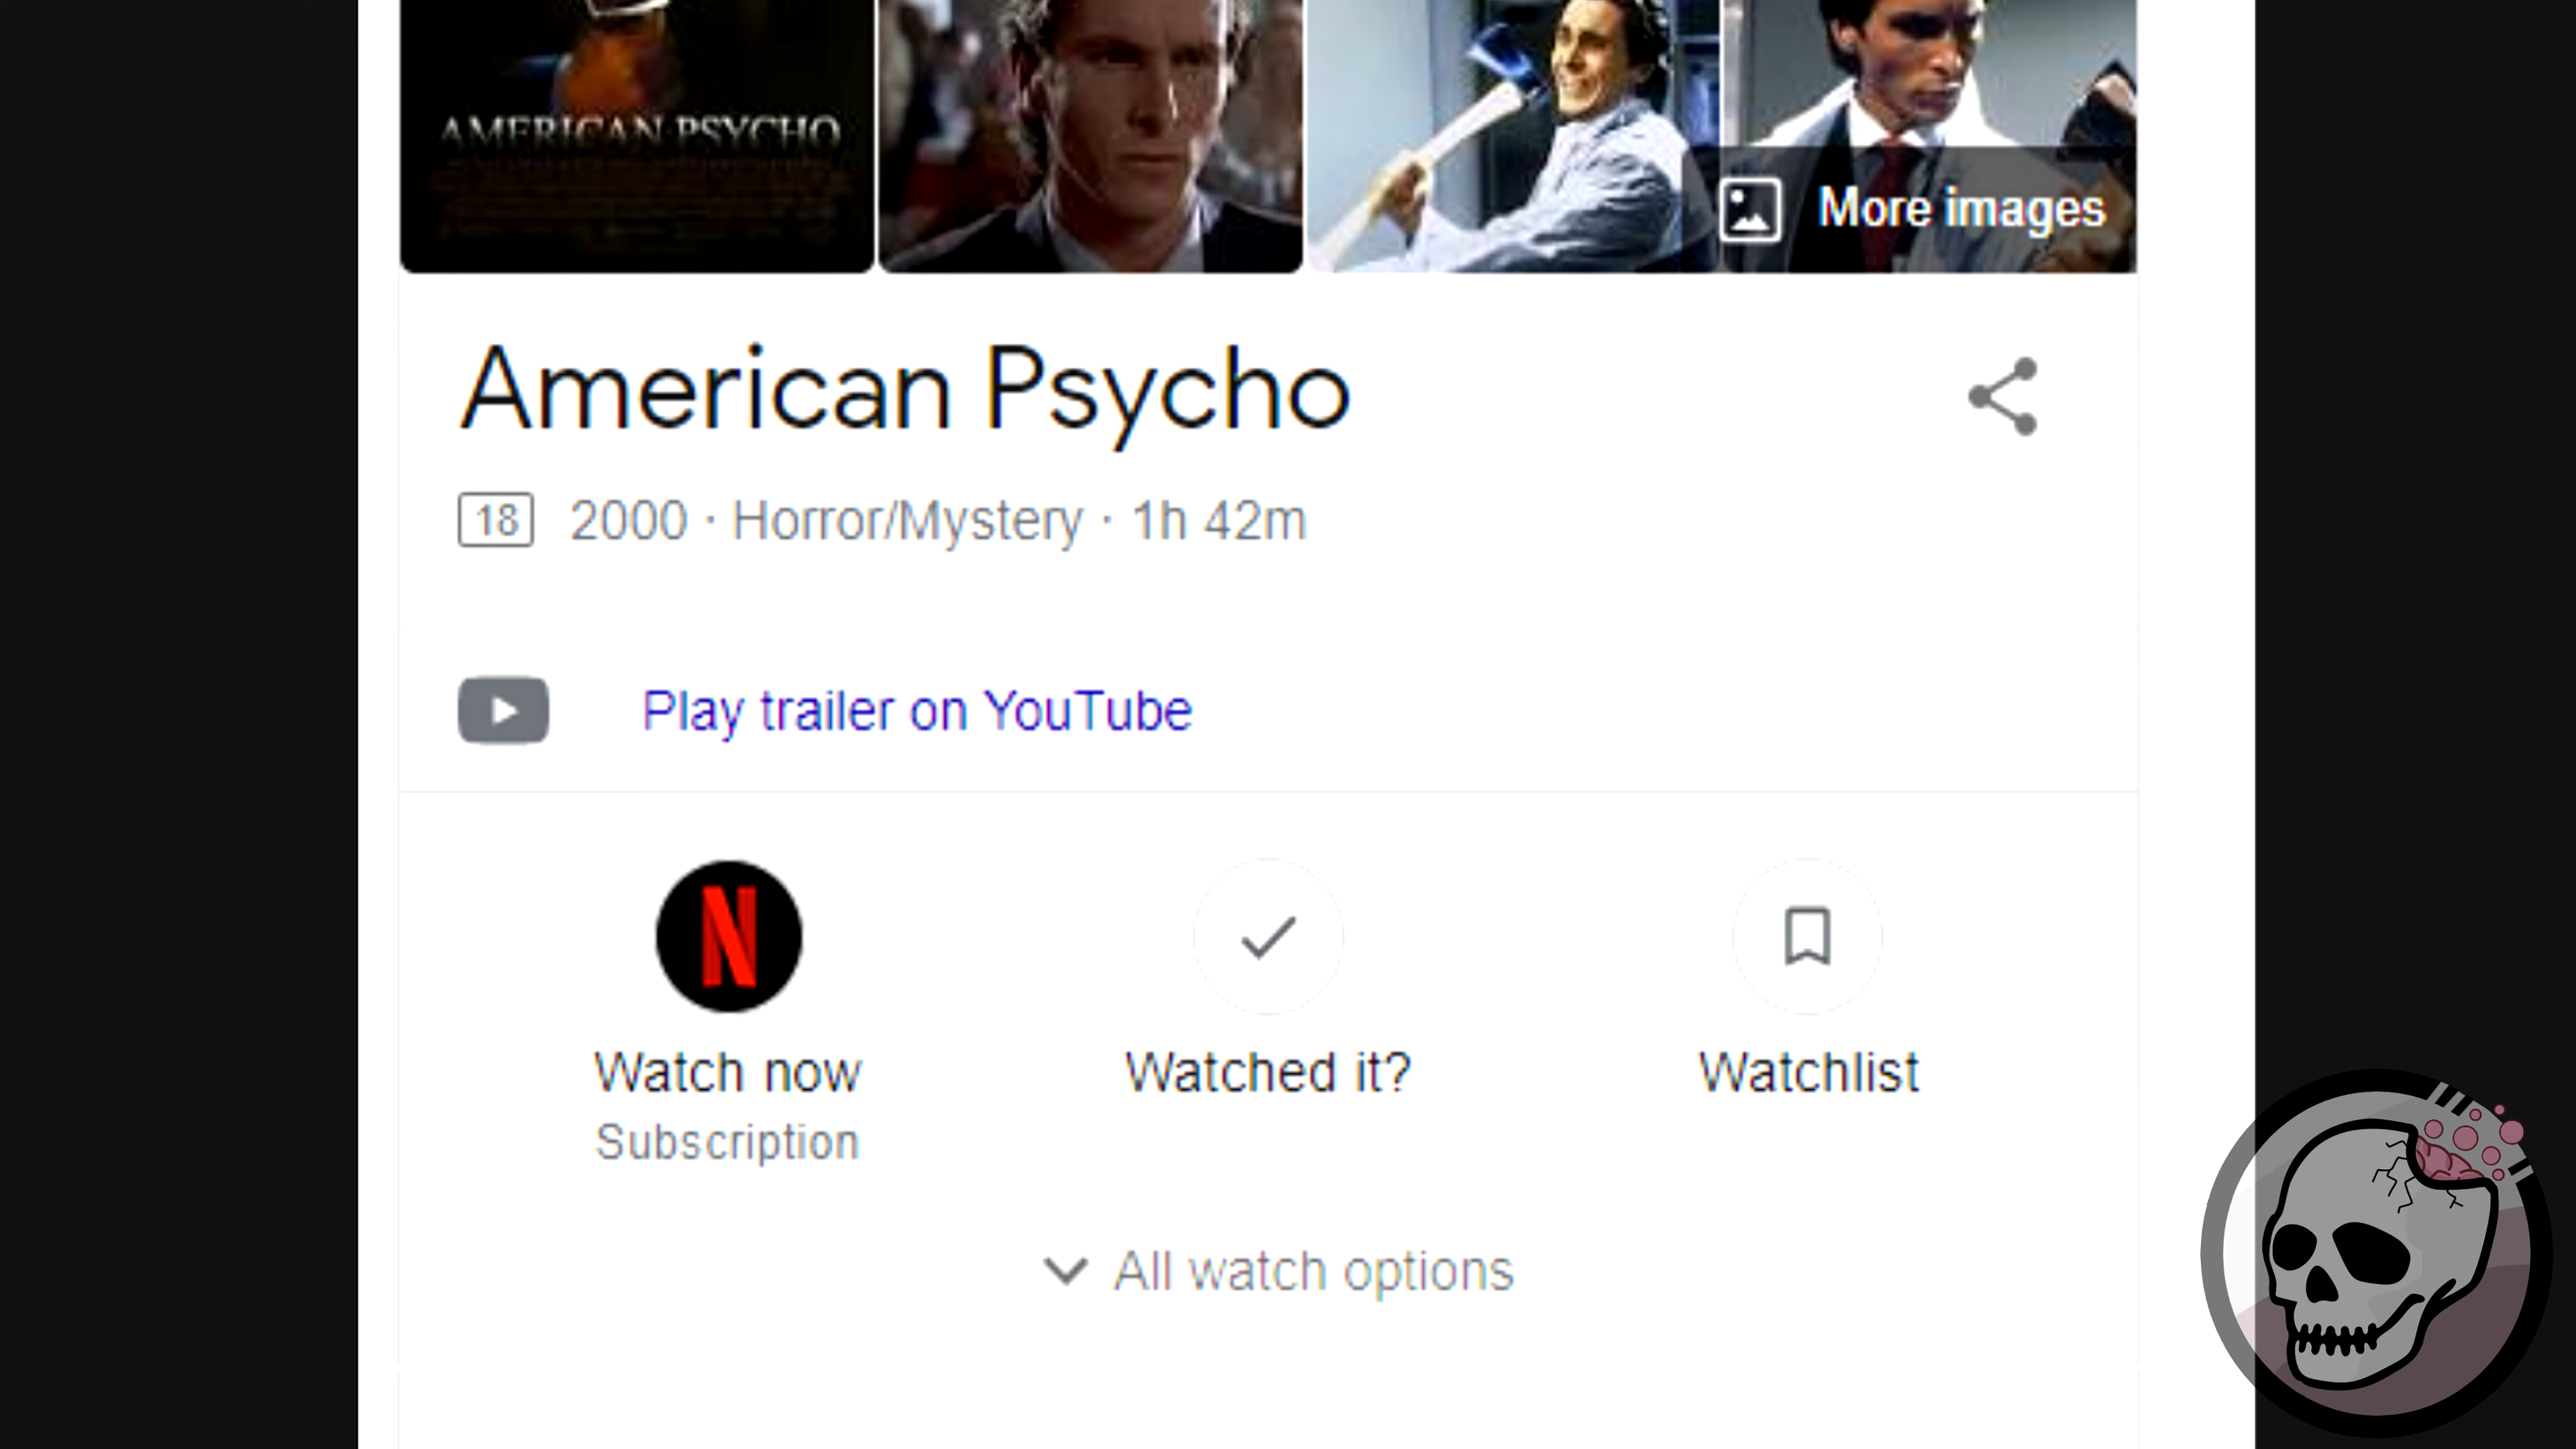 AMERICAN PSYCHO
More images
American Psycho
18 2000 · Horror/Mystery · 1h 42m
Play trailer on YouTube
N
Watch now
Watched it?
Watchlist
Subscription
All watch options